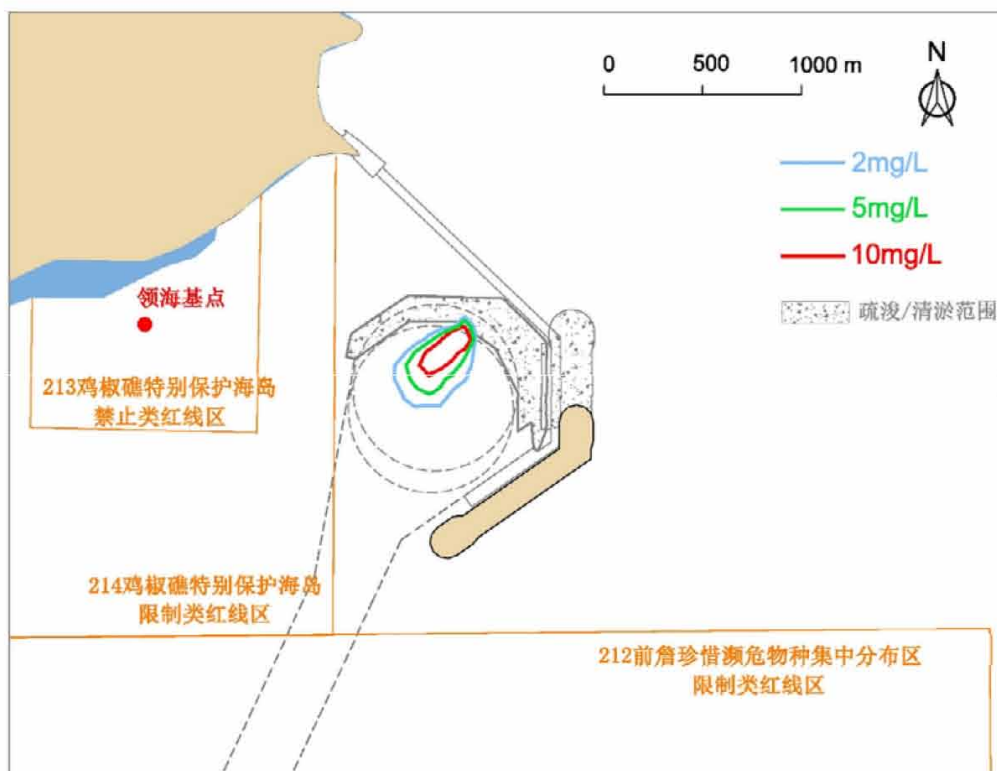 0 500 1000 m
N
2mg/L
5mg/L
10mg/L
疏浚/清淤范围
领海基点
213鸡椒礁特别保护海岛
禁止类红线区
214鸡椒礁特别保护海岛
限制类红线区
212前詹珍惜濒危物种集中分布区
限制类红线区